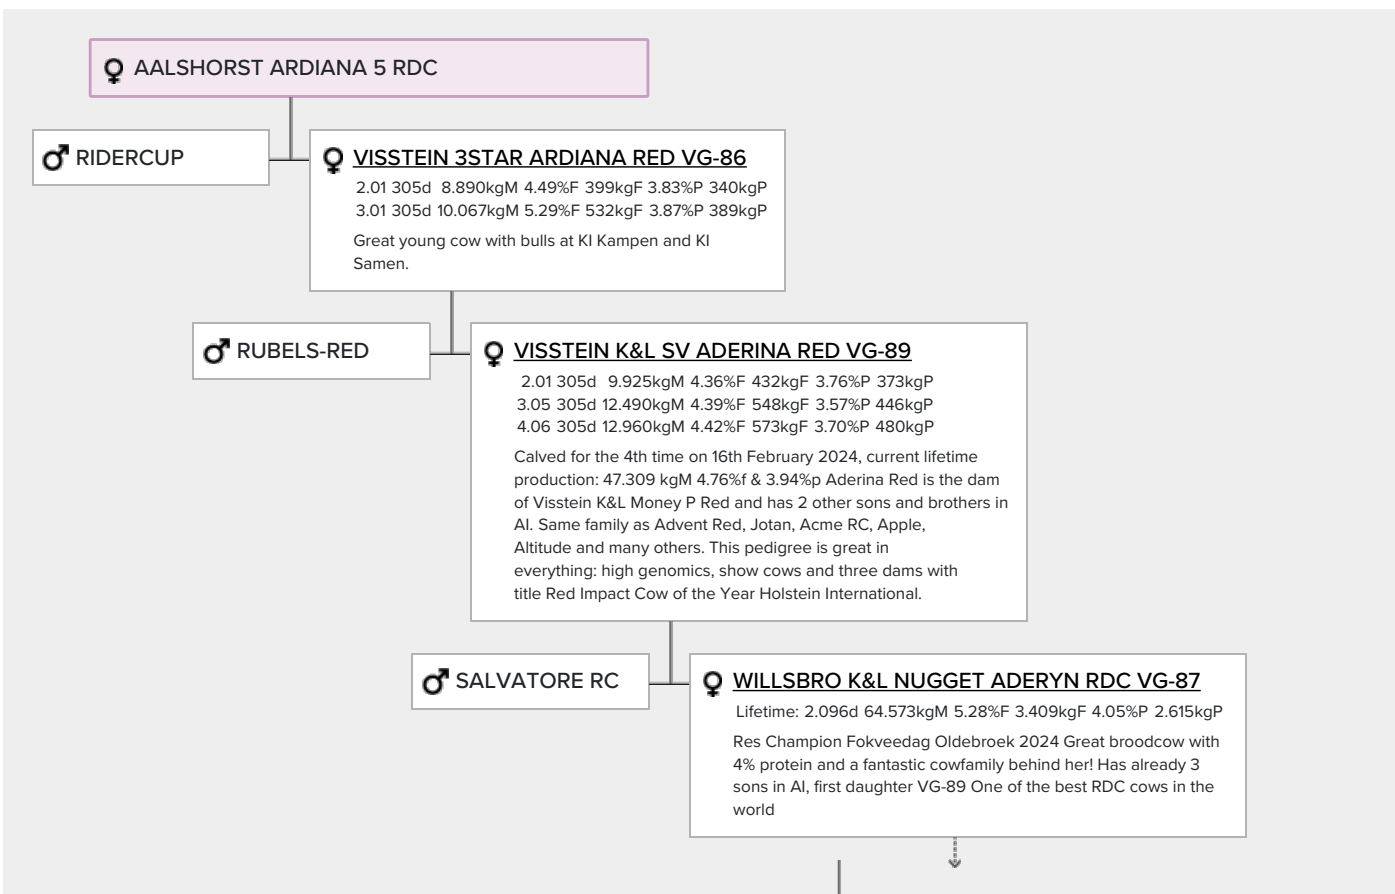 AALSHORST ARDIANA 5 RDC
RIDERCUP
VISSTEIN 3STAR ARDIANA RED VG-86
2.01 305d 8.890kgM 4.49%F 399kgF 3.83%P 340kgP
3.01 305d 10.067kgM 5.29%F 532kgF 3.87%P 389kgP
Great young cow with bulls at KI Kampen and KI
Samen.
RUBELS-RED
VISSTEIN K&L SV ADERINA RED VG-89
2.01 305d 9.925kgM 4.36%F 432kgF 3.76%P 373kgP
3.05 305d 12.490kgM 4.39%F 548kgF 3.57%P 446kgP
4.06 305d 12.960kgM 4.42%F 573kgF 3.70%P 480kgP
Calved for the 4th time on 16th February 2024, current lifetime
production: 47.309 kgM 4.76%f & 3.94%p Aderina Red is the dam
of Visstein K&L Money P Red and has 2 other sons and brothers in
AI. Same family as Advent Red, Jotan, Acme RC, Apple,
Altitude and many others. This pedigree is great in
everything: high genomics, show cows and three dams with
title Red Impact Cow of the Year Holstein International.
SALVATORE RC
WILLSBRO K&L NUGGET ADERYN RDC VG-87
Lifetime: 2.096d 64.573kgM 5.28%F 3.409kgF 4.05%P 2.615kgP
Res Champion Fokveedag Oldebroek 2024 Great broodcow with
4% protein and a fantastic cowfamily behind her! Has already 3
sons in AI, first daughter VG-89 One of the best RDC cows in the
world